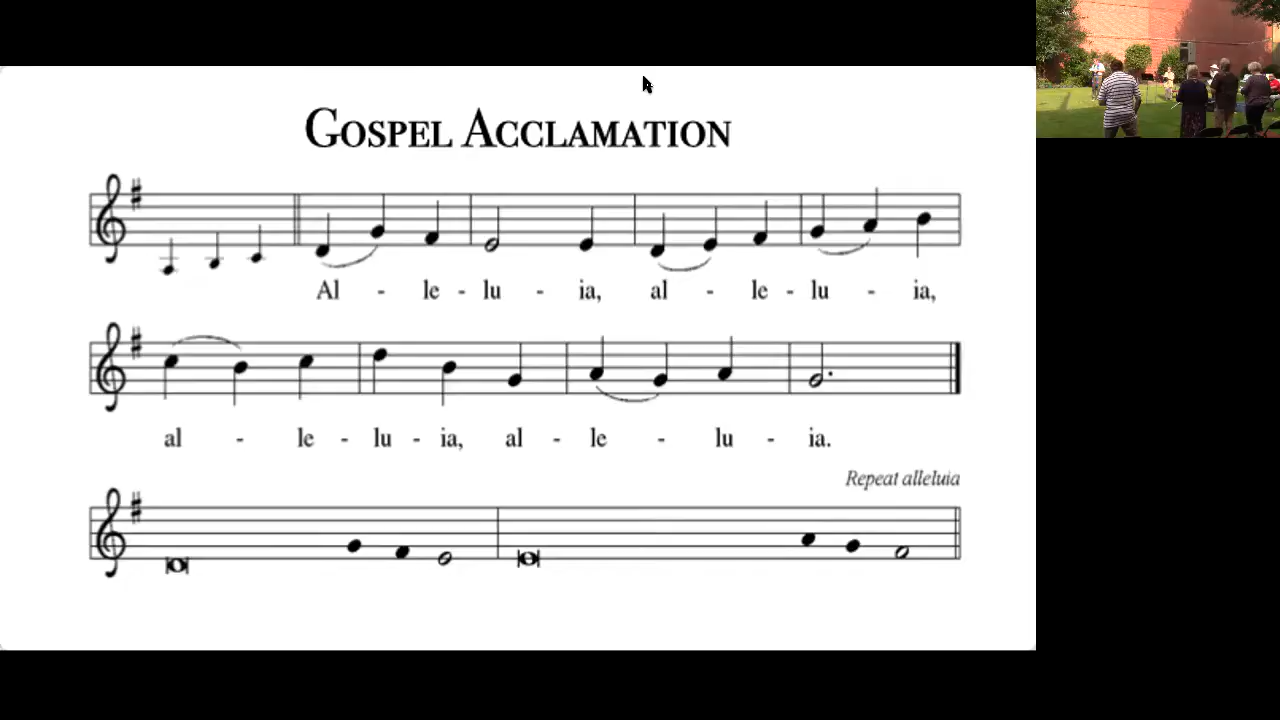 GOSPEL ACCLAMATION
Al - le - lu - ia, al - le - lu - ia,
al - le - lu - ia, al - le - lu - ia.
Repeat alleluia